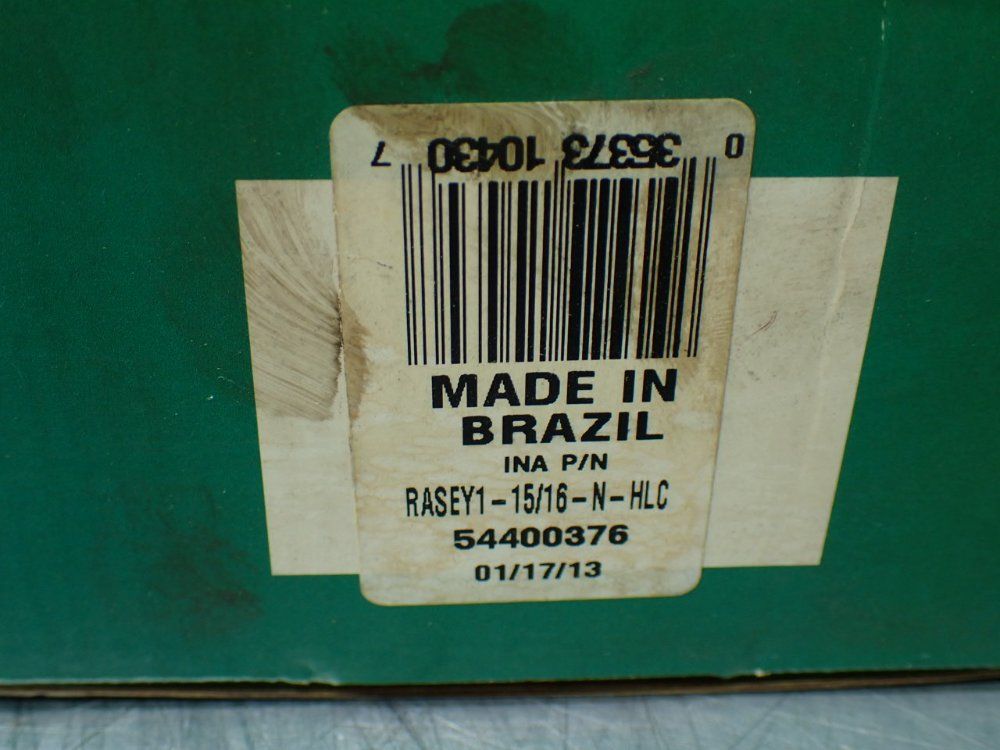 0 35373 10430 7
MADE IN
BRAZIL
INA P/N
RASEY1-15/16-N-HLC
54400376
01/17/13